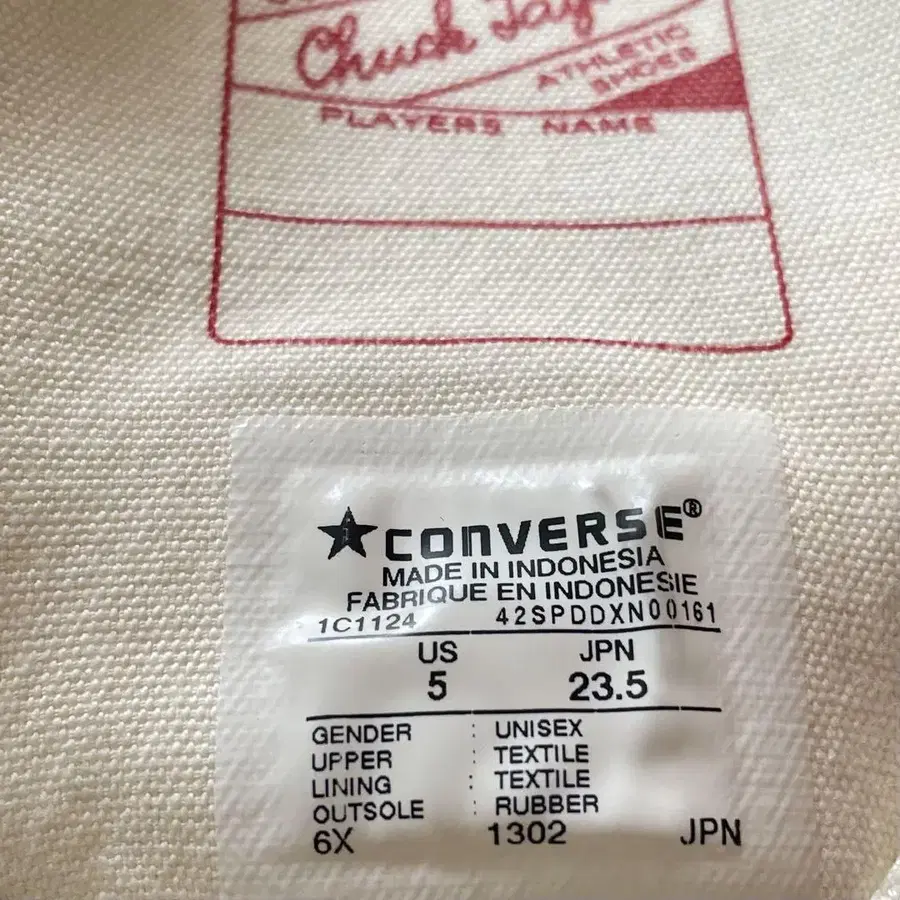 Chuck Tay
ATHLETIC
SHOES
PLAYERS NAME
CONVERSE®
MADE IN INDONESIA
FABRIQUE EN INDONESIE
1C1124 42SPDDXN00161
US JPN
5 23.5
GENDER : UNISEX
UPPER : TEXTILE
LINING : TEXTILE
OUTSOLE : RUBBER
6X 1302 JPN